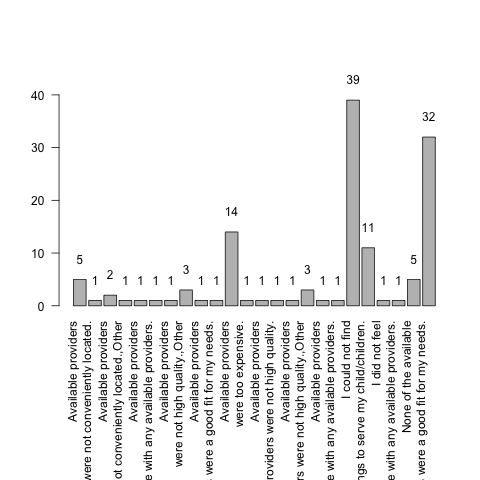 39
40
32
30
20
14
11
10
5
1
2
1
1
1
1
3
1
1
1
1
1
1
3
1
1
1
1
5
0
Available providers
were not conveniently located.
Available providers
ot conveniently located.,Other
Available providers
e with any available providers.
Available providers
were not high quality.,Other
Available providers
were a good fit for my needs.
Available providers
were too expensive.
Available providers
roviders were not high quality.
Available providers
rs were not high quality.,Other
Available providers
e with any available providers.
I could not find
ngs to serve my child/children.
I did not feel
e with any available providers.
None of the available
were a good fit for my needs.